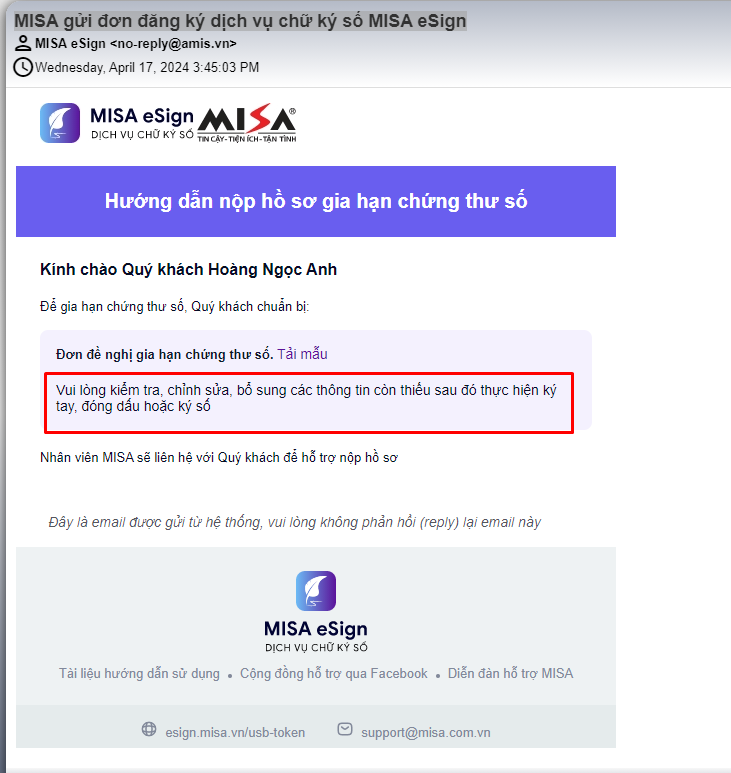 MISA gửi đơn đăng ký dịch vụ chữ ký số MISA eSign
MISA eSign <no-reply@amis.vn>
Wednesday, April 17, 2024 3:45:03 PM
MISA eSign
DỊCH VỤ CHỮ KÝ SỐ
MISA®
TIN CẬY-TIỆN ÍCH-TẬN TÌNH
Hướng dẫn nộp hồ sơ gia hạn chứng thư số
Kính chào Quý khách Hoàng Ngọc Anh
Để gia hạn chứng thư số, Quý khách chuẩn bị:
Đơn đề nghị gia hạn chứng thư số. Tải mẫu
Vui lòng kiểm tra, chỉnh sửa, bổ sung các thông tin còn thiếu sau đó thực hiện ký
tay, đóng dấu hoặc ký số
Nhân viên MISA sẽ liên hệ với Quý khách để hỗ trợ nộp hồ sơ
Đây là email được gửi từ hệ thống, vui lòng không phản hồi (reply) lại email này
MISA eSign
DỊCH VỤ CHỮ KÝ SỐ
Tài liệu hướng dẫn sử dụng • Cộng đồng hỗ trợ qua Facebook • Diễn đàn hỗ trợ MISA
esign.misa.vn/usb-token support@misa.com.vn